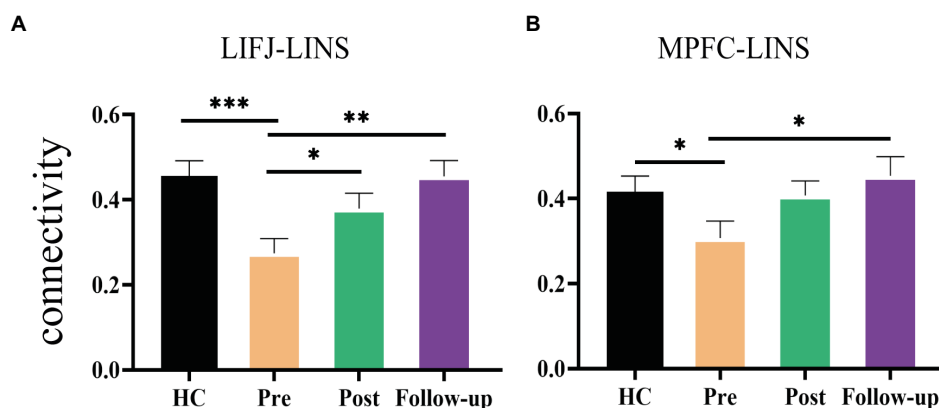 A
LIFJ-LINS
connectivity
0.6
0.4
0.2
0.0
***
**
*
HC Pre Post Follow-up
B
MPFC-LINS
0.6
0.4
0.2
0.0
*
*
HC Pre Post Follow-up